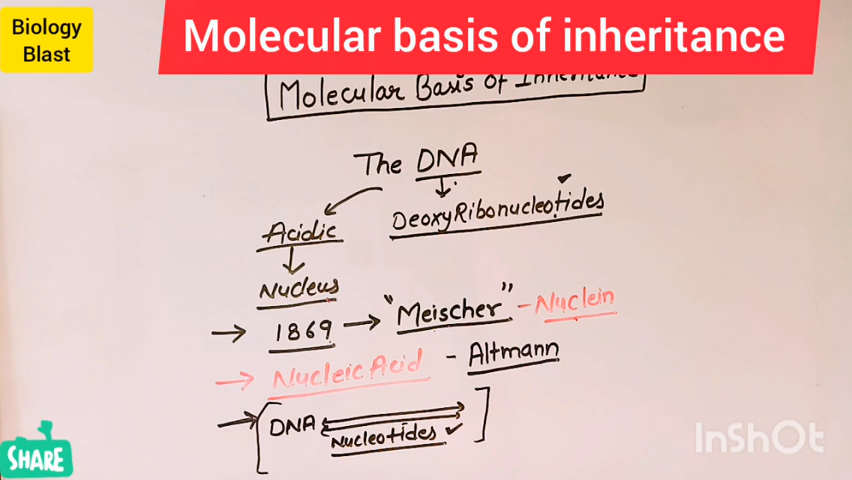 Biology
Blast
Molecular basis of inheritance
Molecular Basis of Inheritance
The DNA
DeoxyRibonucleotides
Acidic
Nucleus
1869 → "Meischer" - Nuclein
→ Nucleic Acid - Altmann
→ [DNA
Nucleotides ]
SHARE
InShOt